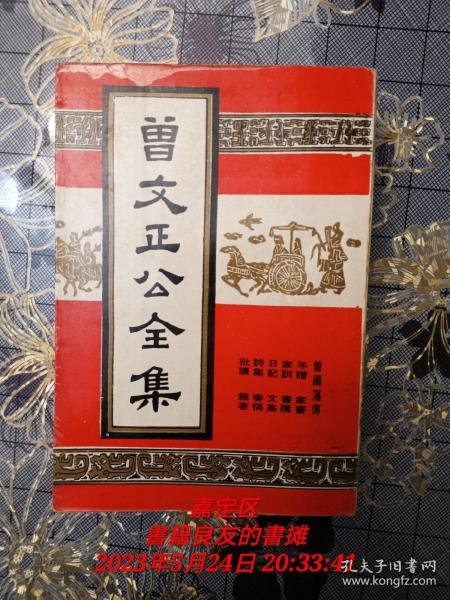 曾文正公全集
曾國藩傳
年譜 家書
家訓 書牘
日記 文集
詩集 奏稿
批牘 雜著
嘉定区
書籍良友的書摊
2023年5月24日 20:33:41
孔夫子旧书网
www.kongfz.com